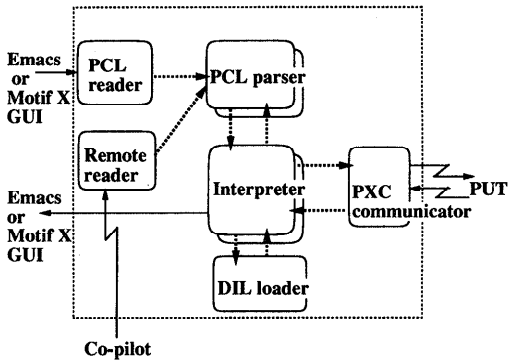 Emacs
or
Motif X
GUI
PCL
reader
PCL parser
Remote
reader
Interpreter
PXC
communicator
PUT
Emacs
or
Motif X
GUI
DIL loader
Co-pilot